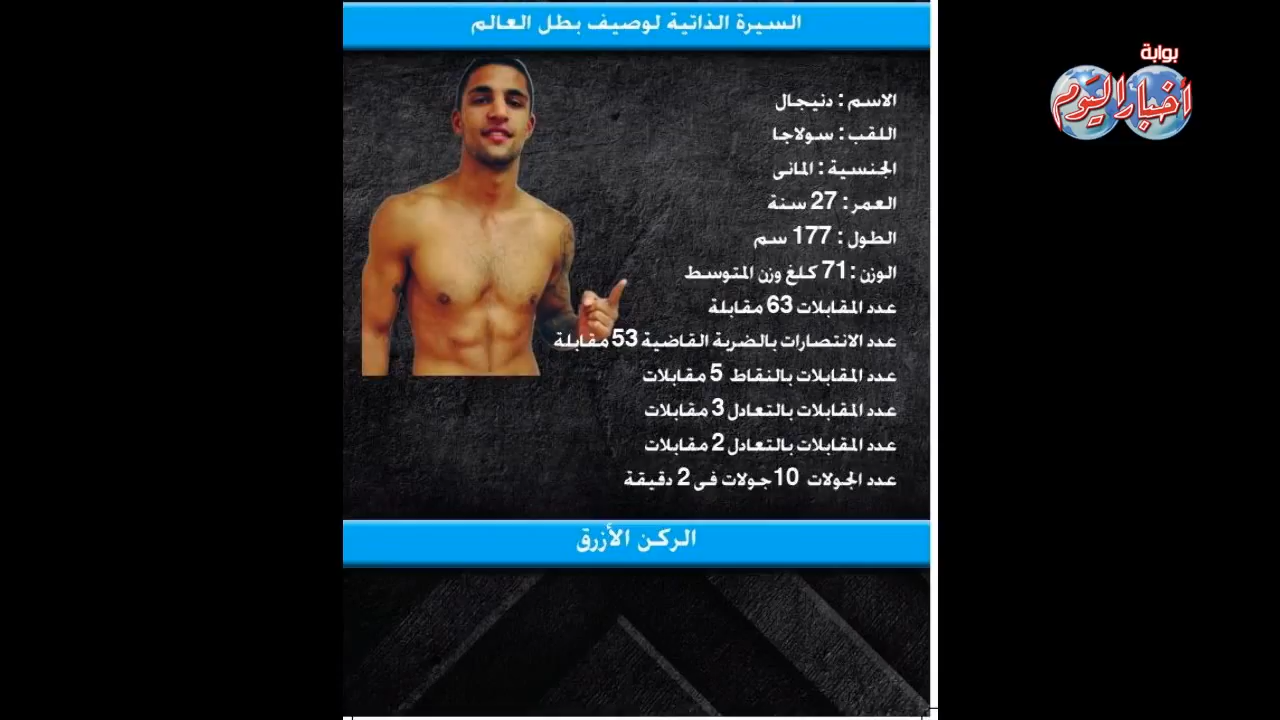 السيرة الذاتية لوصيف بطل العالم
بوابة
أخبار اليوم
الاسم : دنيجال
اللقب : سولاجا
الجنسية : المانى
العمر : 27 سنة
الطول : 177 سم
الوزن : 71 كلغ وزن المتوسط
عدد المقابلات 63 مقابلة
عدد الانتصارات بالضربة القاضية 53 مقابلة
عدد المقابلات بالنقاط 5 مقابلات
عدد المقابلات بالتعادل 3 مقابلات
عدد المقابلات بالتعادل 2 مقابلات
عدد الجولات 10 جولات فى 2 دقيقة
الركن الأزرق